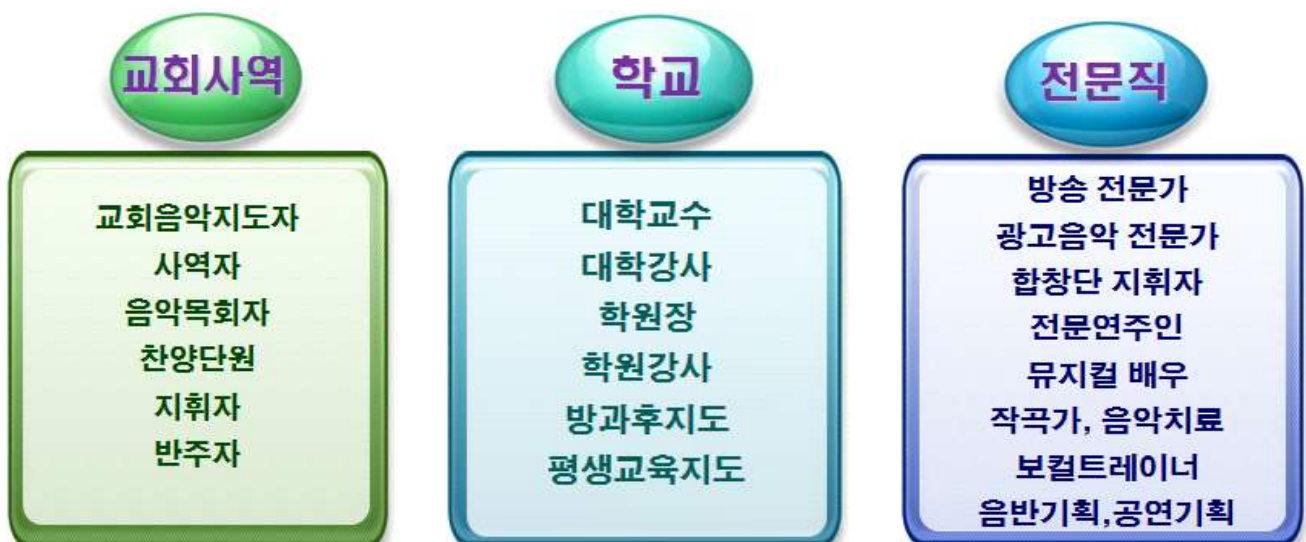 교회사역
교회음악지도자
사역자
음악목회자
찬양단원
지휘자
반주자
학교
대학교수
대학강사
학원장
학원강사
방과후지도
평생교육지도
전문직
방송 전문가
광고음악 전문가
합창단 지휘자
전문연주인
뮤지컬 배우
작곡가, 음악치료
보컬트레이너
음반기획,공연기획